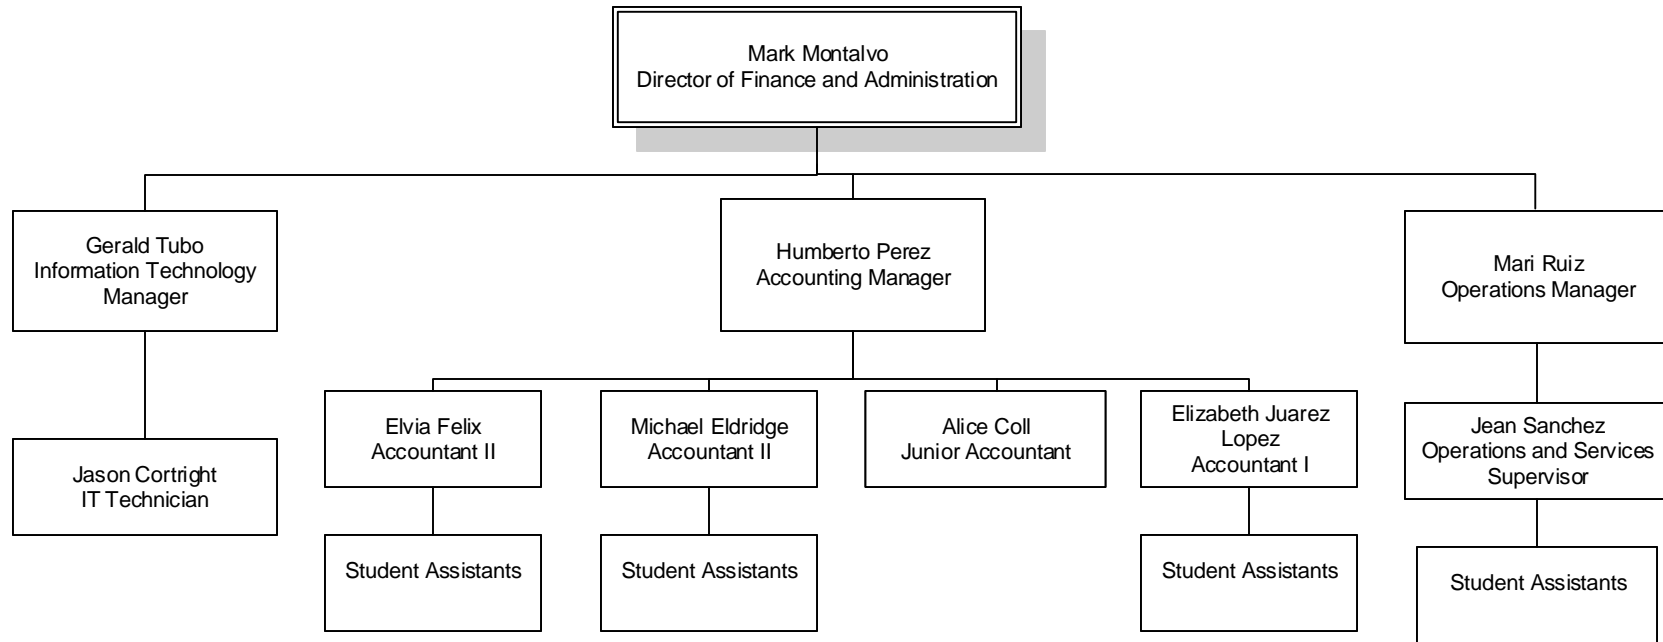 Mark Montalvo
Director of Finance and Administration
Gerald Tubo
Information Technology
Manager
Humberto Perez
Accounting Manager
Mari Ruiz
Operations Manager
Jason Cortright
IT Technician
Elvia Felix
Accountant II
Michael Eldridge
Accountant II
Alice Coll
Junior Accountant
Elizabeth Juarez
Lopez
Accountant I
Jean Sanchez
Operations and Services
Supervisor
Student Assistants
Student Assistants
Student Assistants
Student Assistants